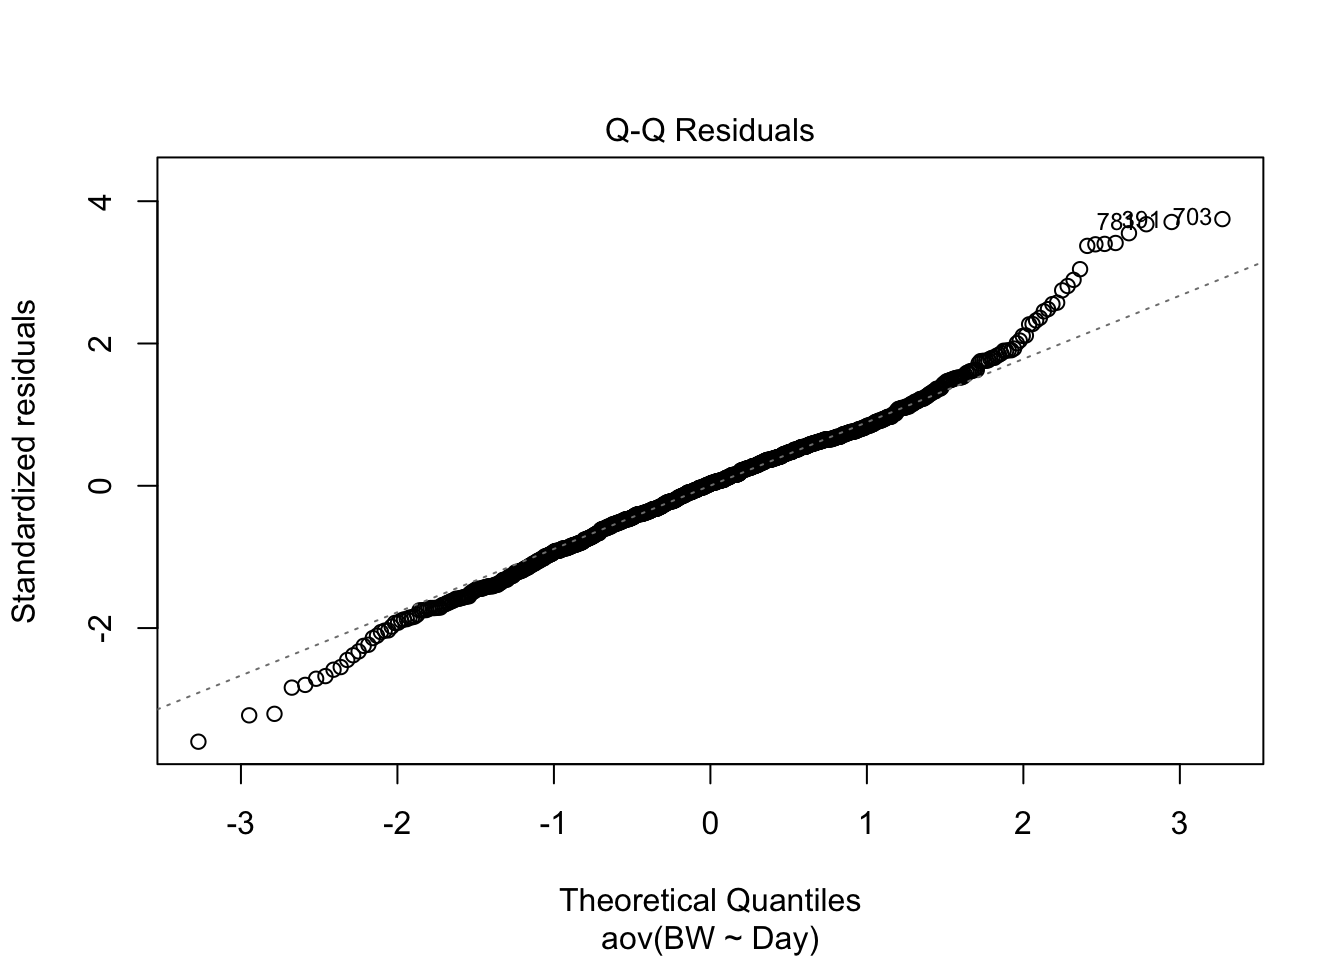 Q-Q Residuals
4
2
0
-2
Standardized residuals
703
-3 -2 -1 0 1 2 3
Theoretical Quantiles
aov(BW ~ Day)